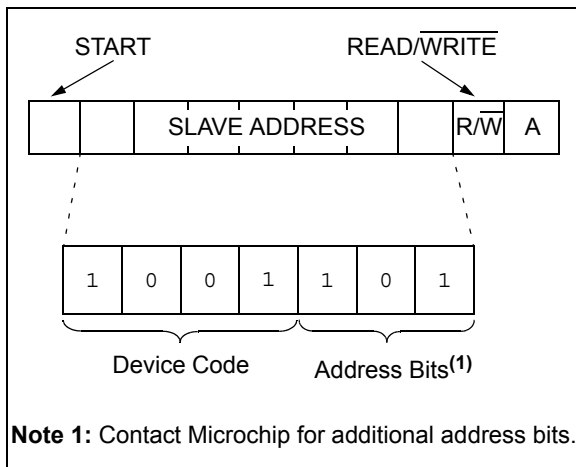 START READ/WRITE
SLAVE ADDRESS R/W A
1 0 0 1 1 0 1
Device Code Address Bits(1)
Note 1: Contact Microchip for additional address bits.